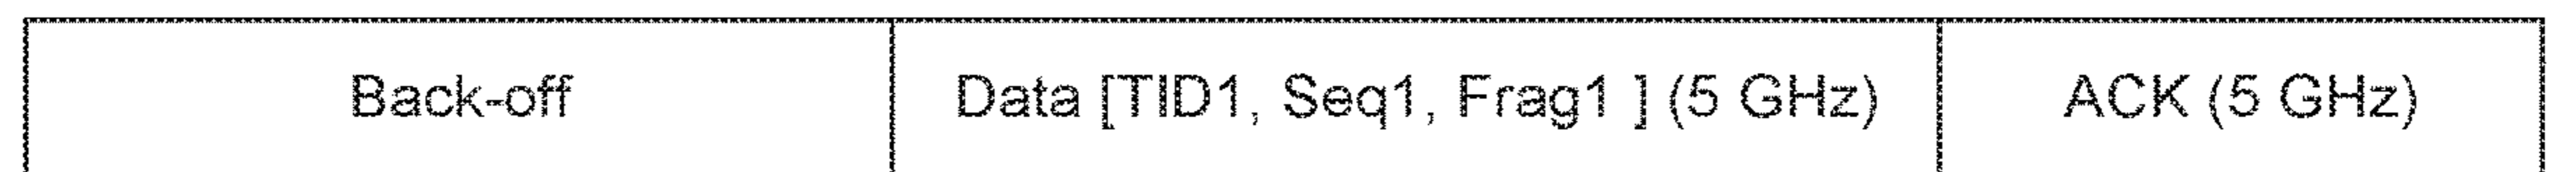 Back-off Data [TID1, Seq1, Frag1 ] (5 GHz) ACK (5 GHz)